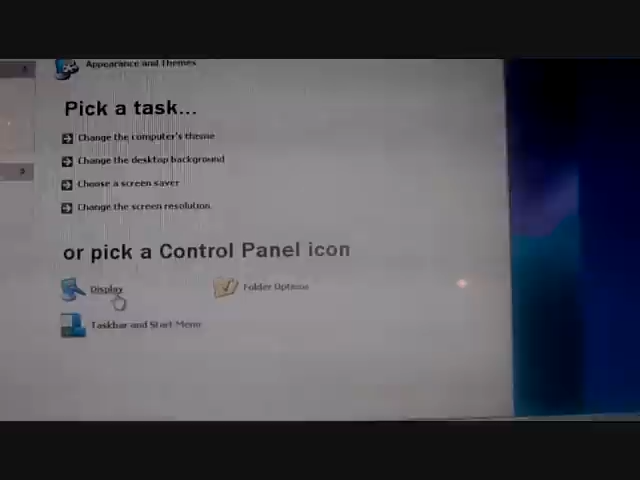 Appearance and Themes
Pick a task...
Change the computer's theme
Change the desktop background
Choose a screen saver
Change the screen resolution
or pick a Control Panel icon
Display
Folder Options
Taskbar and Start Menu